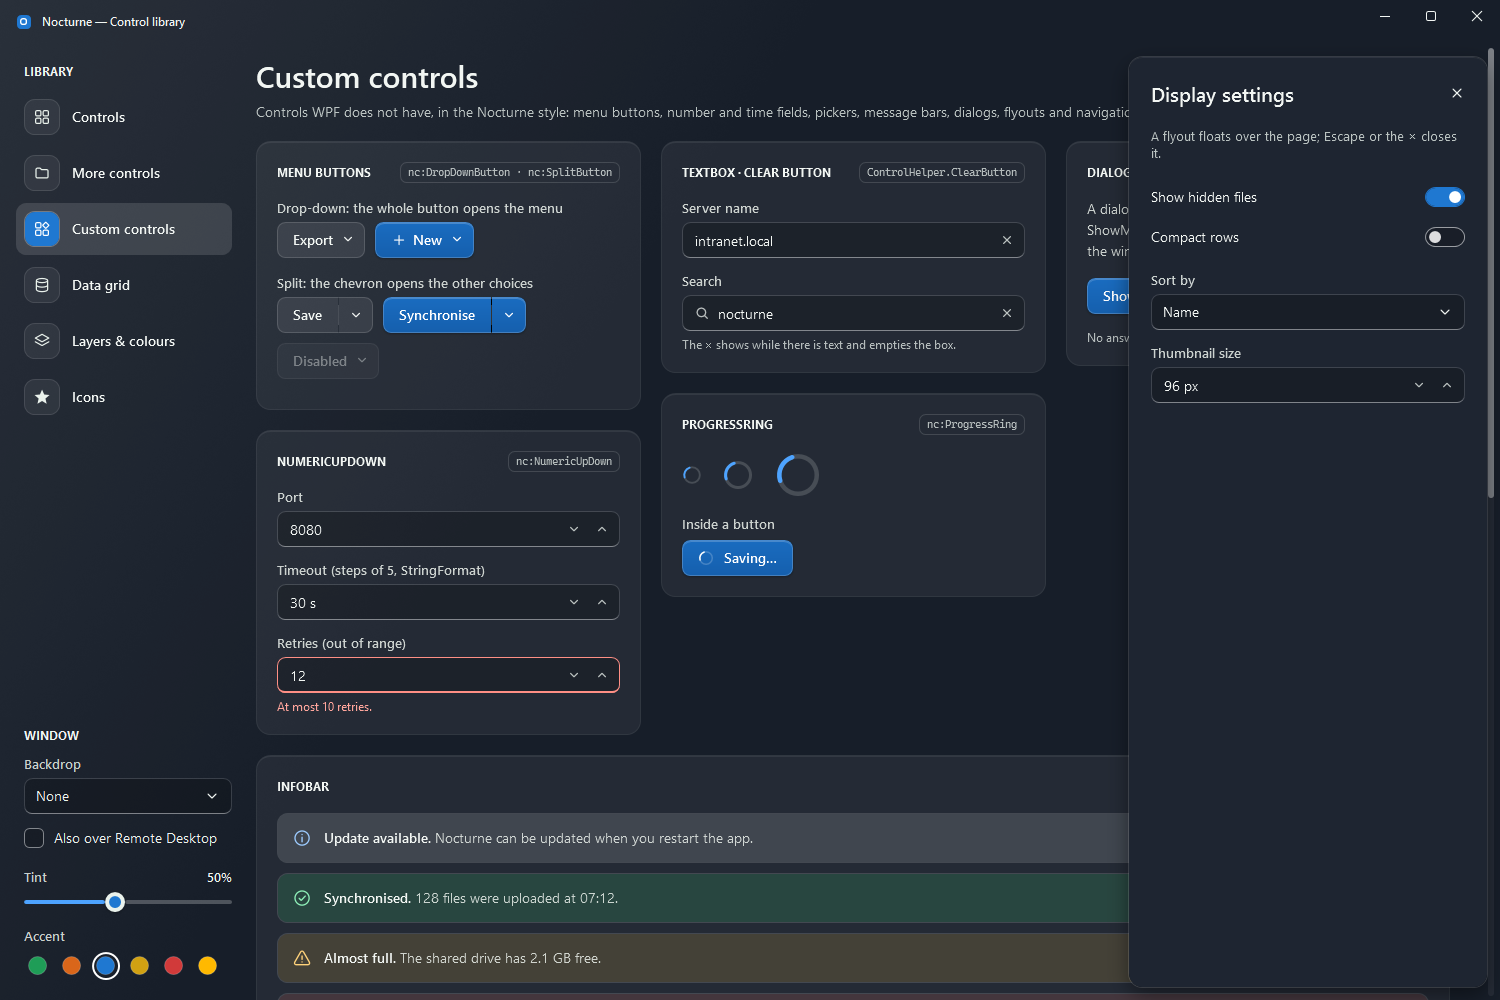 Nocturne — Control library
LIBRARY
Controls
More controls
Custom controls
Data grid
Layers & colours
Icons
WINDOW
Backdrop
None
Also over Remote Desktop
Tint 50%
Accent
Custom controls
Controls WPF does not have, in the Nocturne style: menu buttons, number and time fields, pickers, message bars, dialogs, flyouts and navigatio
MENU BUTTONS
nc:DropDownButton · nc:SplitButton
Drop-down: the whole button opens the menu
Export
New
Split: the chevron opens the other choices
Save
Synchronise
Disabled
NUMERICUPDOWN
nc:NumericUpDown
Port
8080
Timeout (steps of 5, StringFormat)
30 s
Retries (out of range)
12
At most 10 retries.
TEXTBOX · CLEAR BUTTON
ControlHelper.ClearButton
Server name
intranet.local
Search
nocturne
The × shows while there is text and empties the box.
PROGRESSRING
nc:ProgressRing
Inside a button
Saving...
DIALOG
A dialo
ShowM
the win
Show
No answ
INFOBAR
Update available. Nocturne can be updated when you restart the app.
Synchronised. 128 files were uploaded at 07:12.
Almost full. The shared drive has 2.1 GB free.
Display settings
A flyout floats over the page; Escape or the × closes
it.
Show hidden files
Compact rows
Sort by
Name
Thumbnail size
96 px